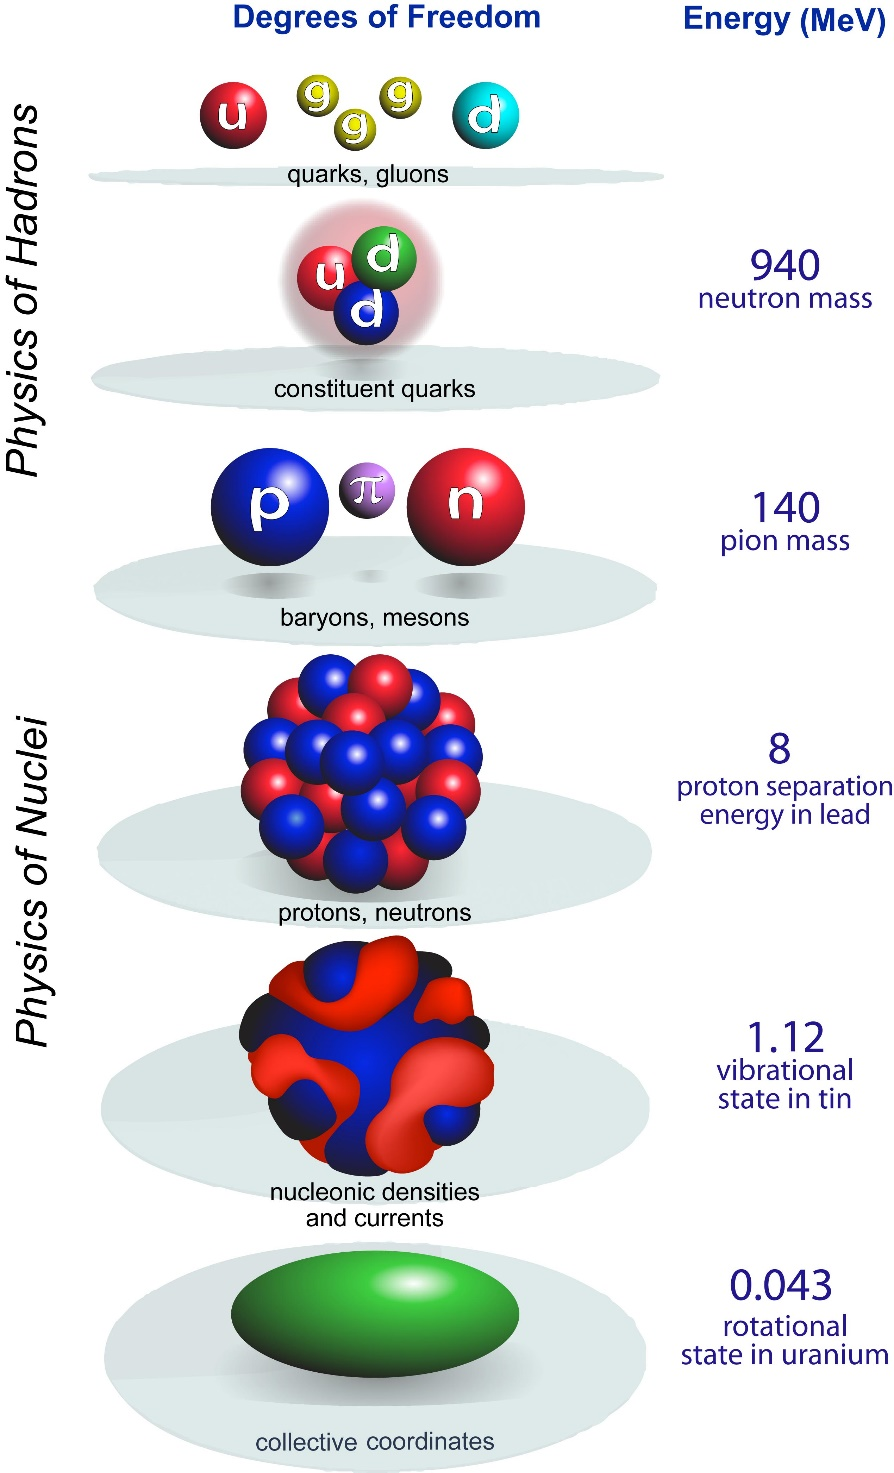 Degrees of Freedom
Energy (MeV)
Physics of Hadrons
u
g
g
g
d
quarks, gluons
u
d
d
constituent quarks
940
neutron mass
p
π
n
baryons, mesons
140
pion mass
Physics of Nuclei
protons, neutrons
8
proton separation
energy in lead
nucleonic densities
and currents
1.12
vibrational
state in tin
collective coordinates
0.043
rotational
state in uranium